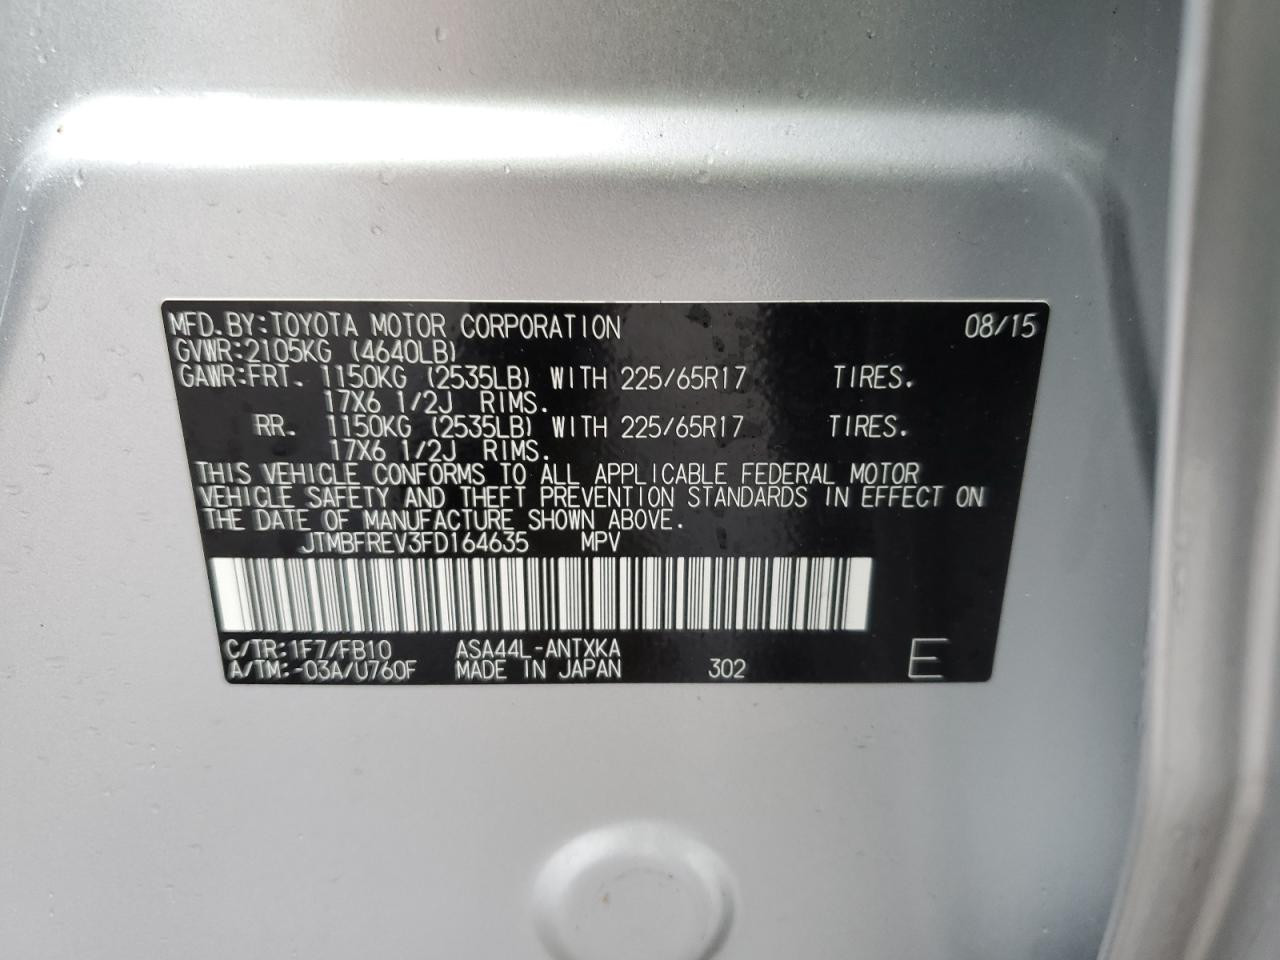 MFD.BY:TOYOTA MOTOR CORPORATION 08/15
GVWR:2105KG (4640LB)
GAWR:FRT. 1150KG (2535LB) WITH 225/65R17 TIRES.
17X6 1/2J RIMS.
RR. 1150KG (2535LB) WITH 225/65R17 TIRES.
17X6 1/2J RIMS.
THIS VEHICLE CONFORMS TO ALL APPLICABLE FEDERAL MOTOR
VEHICLE SAFETY AND THEFT PREVENTION STANDARDS IN EFFECT ON
THE DATE OF MANUFACTURE SHOWN ABOVE.
JTMBFREV3FD164635 MPV
C/TR:1F7/FB10 ASA44L-ANTXKA
A/TM:-03A/U760F MADE IN JAPAN 302 E